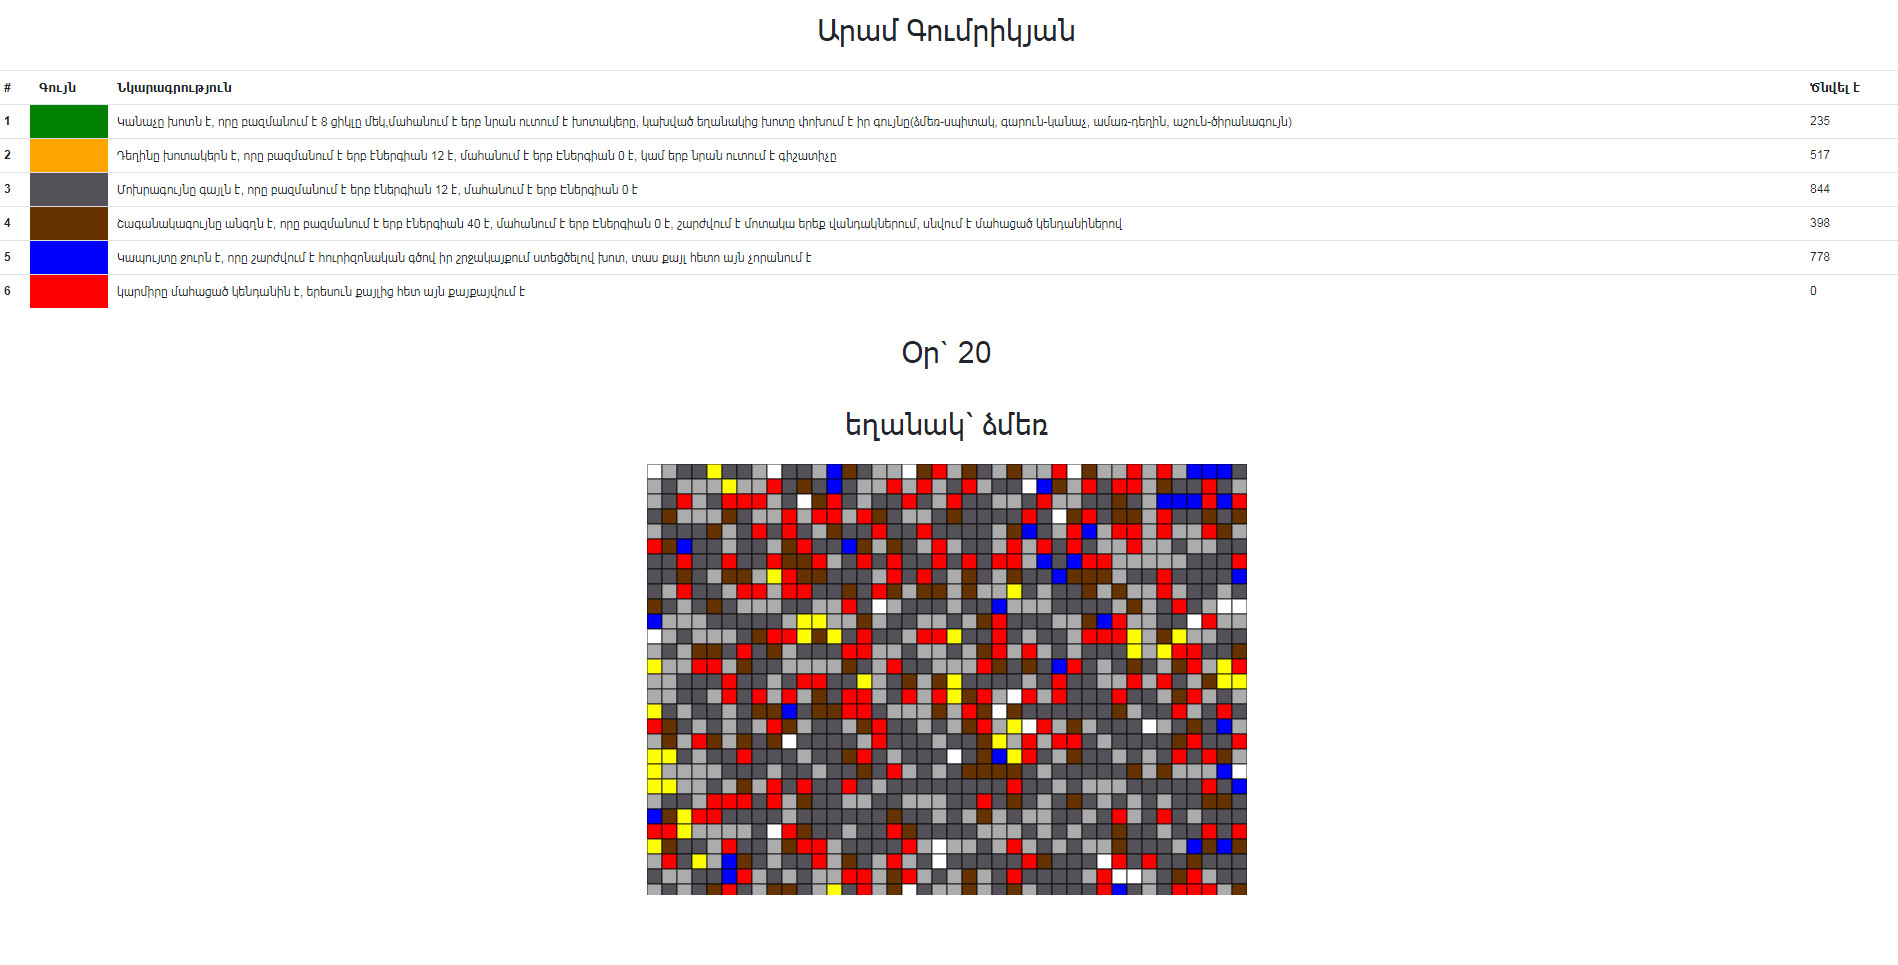 Արամ Գումրիկյան
# Գույն Նկարագրություն Ծնվել է
1 Կանաչը խոտն է, որը բազմանում է 8 ցիկլը մեկ,մահանում է երբ նրան ուտում է խոտակերը, կախված եղանակից խոտը փոխում է իր գույնը(ձմեռ-սպիտակ, գարուն-կանաչ, ամառ-դեղին, աշուն-ծիրանագույն) 235
2 Դեղինը խոտակերն է, որը բազմանում է երբ էներգիան 12 է, մահանում է երբ Էներգիան 0 է, կամ երբ նրան ուտում է գիշատիչը 517
3 Մոխրագույնը գայլն է, որը բազմանում է երբ էներգիան 12 է, մահանում է երբ Էներգիան 0 է 844
4 Շագանակագույնը անգղն է, որը բազմանում է երբ էներգիան 40 է, մահանում է երբ Էներգիան 0 է, շարժվում է մոտակա երեք վանդակներում, սնվում է մահացած կենդանիներով 398
5 Կապույտը ջուրն է, որը շարժվում է հուրիզոնական գծով իր շրջակայքում ստեցծելով խոտ, տաս քայլ հետո այն չորանում է 778
6 կարմիրը մահացած կենդանին է, երեսուն քայլից հետ այն քայքայվում է 0
Օր` 20
եղանակ` ձմեռ